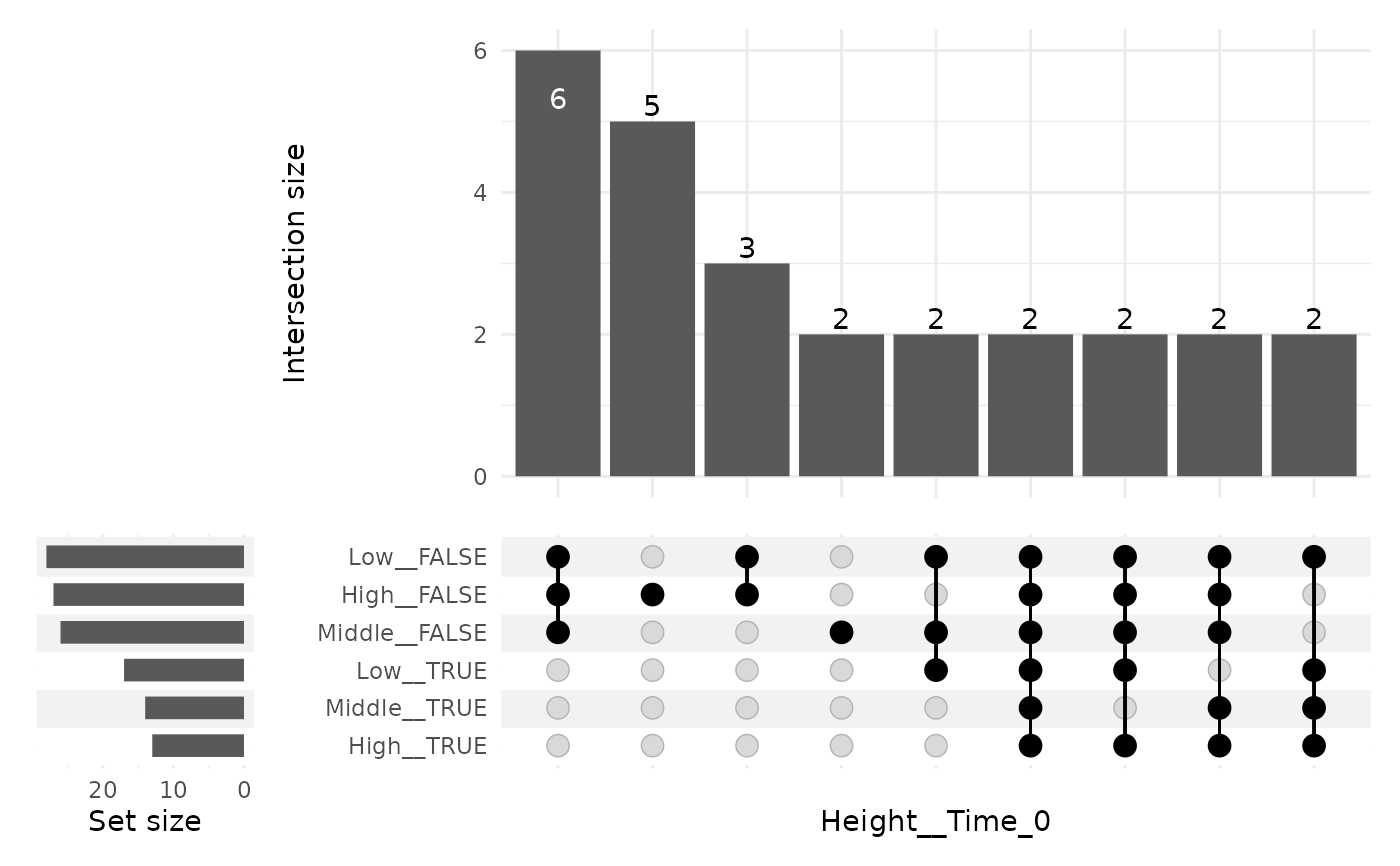 Intersection size
6
4
2
0
6
5
3
2
2
2
2
2
2
Low__FALSE
High__FALSE
Middle__FALSE
Low__TRUE
Middle__TRUE
High__TRUE
20 10 0
Set size
Height__Time_0